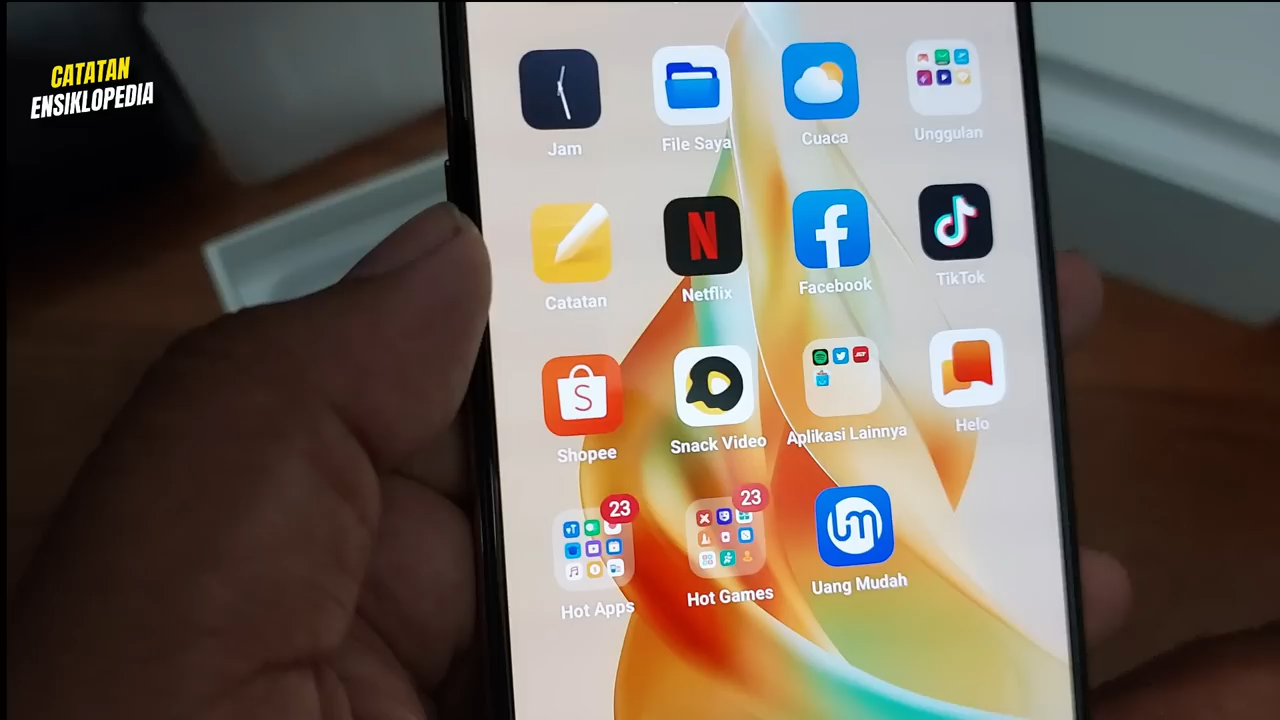 CATATAN
ENSIKLOPEDIA
Jam
File Saya
Cuaca
Unggulan
Catatan
N
Netflix
f
Facebook
TikTok
S
Shopee
Snack Video
Aplikasi Lainnya
Helo
23
Hot Apps
23
Hot Games
UM
Uang Mudah